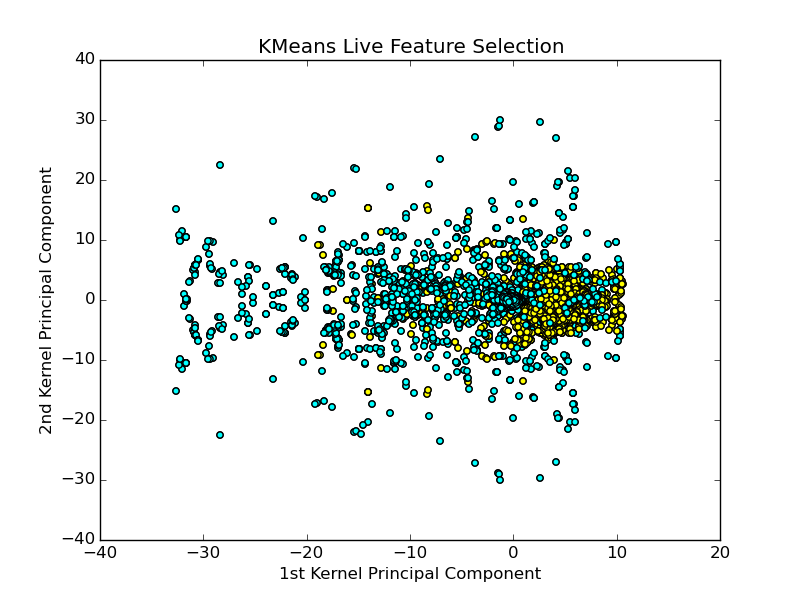 KMeans Live Feature Selection
40
30
20
10
0
−10
−20
−30
−40
2nd Kernel Principal Component
−40 −30 −20 −10 0 10 20
1st Kernel Principal Component